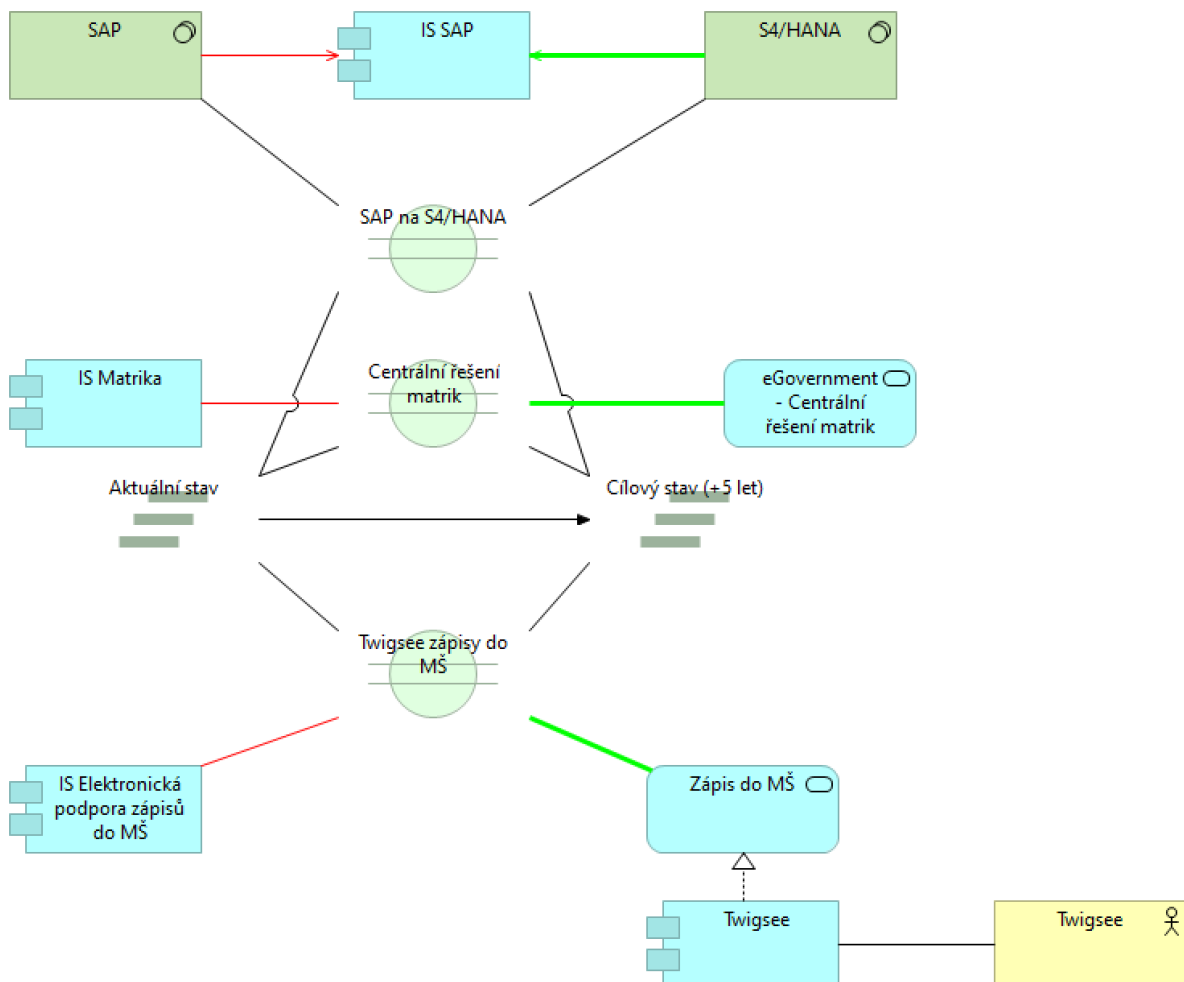 SAP
IS SAP
S4/HANA
SAP na S4/HANA
IS Matrika
Centrální řešení
matrik
eGovernment
- Centrální
řešení matrik
Aktuální stav
Cílový stav (+5 let)
Twigsee zápisy do
MŠ
IS Elektronická
podpora zápisů
do MŠ
Zápis do MŠ
Twigsee
Twigsee